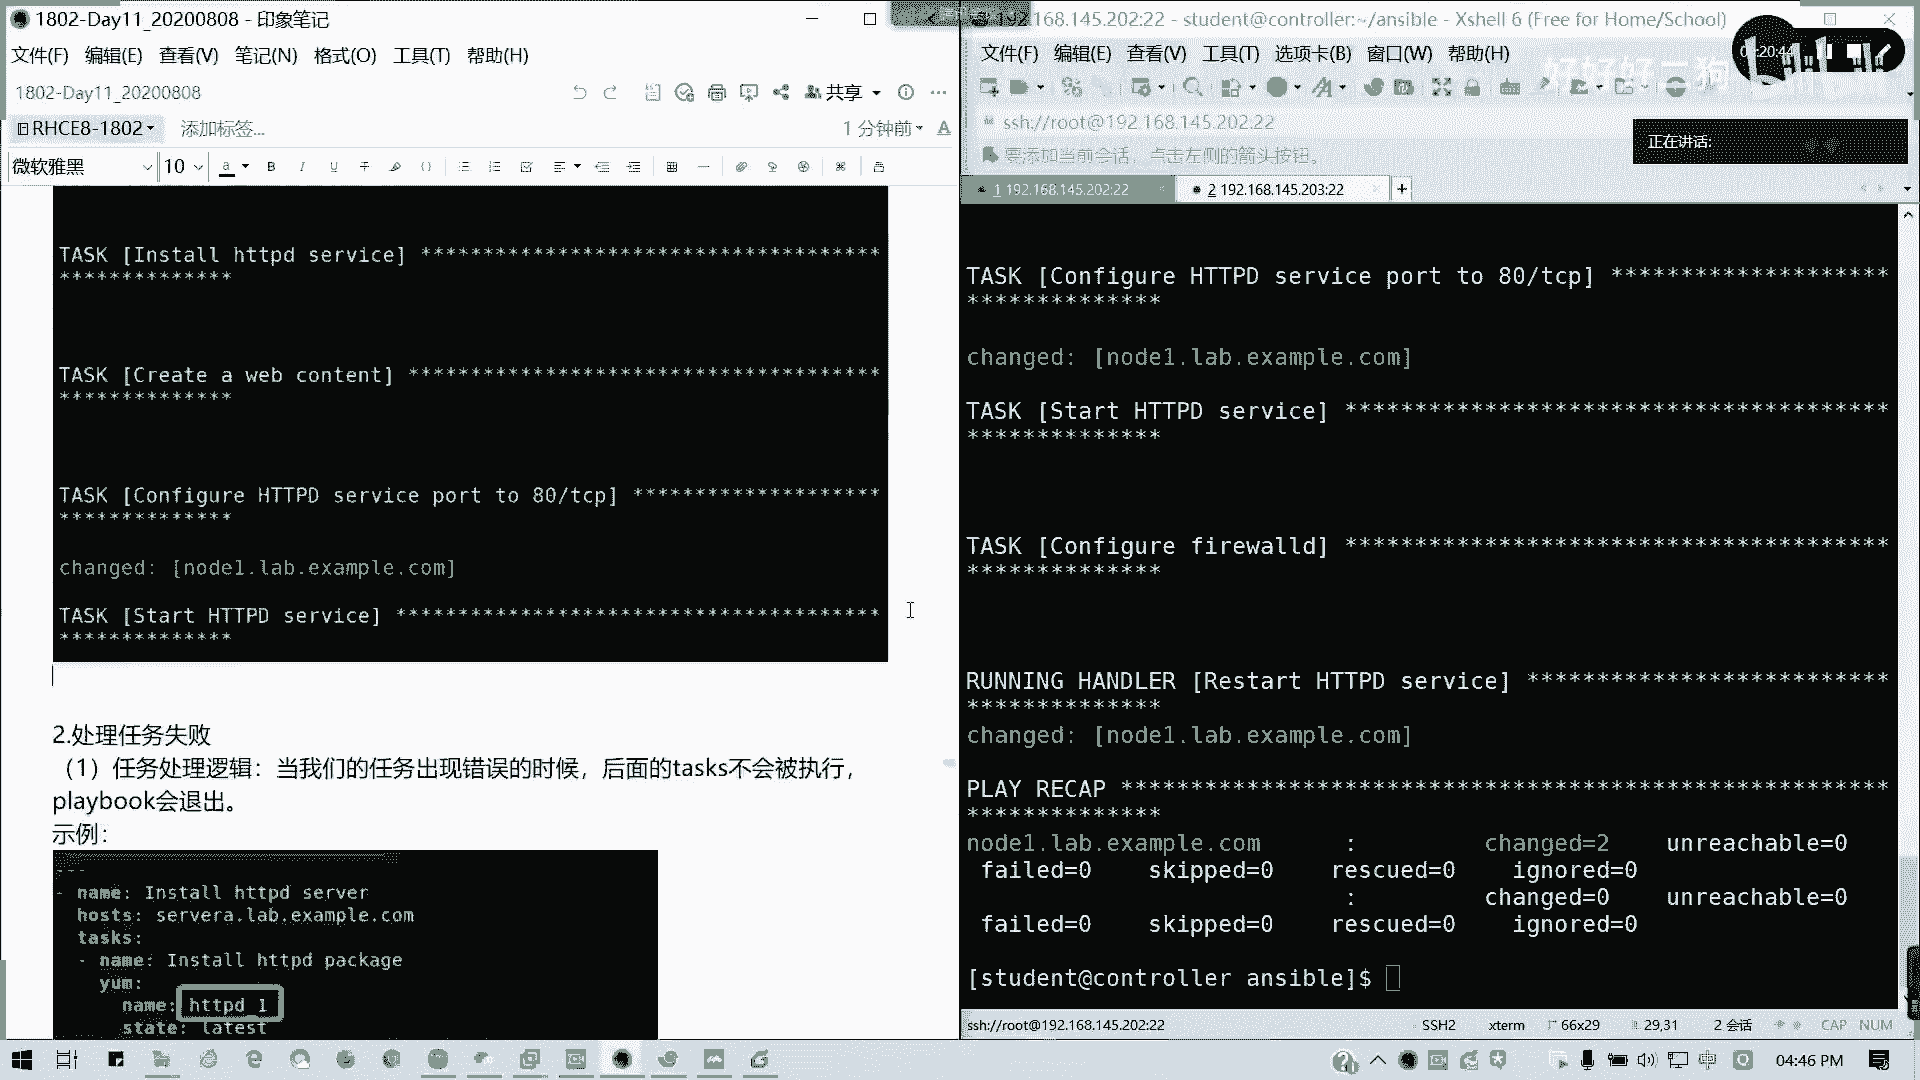 1802-Day11_20200808 - 印象笔记
文件(F) 编辑(E) 查看(V) 笔记(N) 格式(O) 工具(T) 帮助(H)
1802-Day11_20200808
共享
RHCE8-1802 添加标签...
1 分钟前
微软雅黑 10
TASK [Install httpd service] *************************************
**************
TASK [Create a web content] **************************************
**************
TASK [Configure HTTPD service port to 80/tcp] ********************
**************
changed: [node1.lab.example.com]
TASK [Start HTTPD service] ***************************************
**************
2.处理任务失败
（1）任务处理逻辑：当我们的任务出现错误的时候，后面的tasks不会被执行，
playbook会退出。
示例：
---
- name: Install httpd server
hosts: servera.lab.example.com
tasks:
- name: Install httpd package
yum:
name: httpd_1
state: latest
168.145.202:22 - student@controller:~/ansible - Xshell 6 (Free for Home/School)
文件(F) 编辑(E) 查看(V) 工具(T) 选项卡(B) 窗口(W) 帮助(H)
ssh://root@192.168.145.202:22
要添加当前会话，点击左侧的箭头按钮。
正在讲话:
1 192.168.145.202:22
2 192.168.145.203:22
TASK [Configure HTTPD service port to 80/tcp] *********************
**************
changed: [node1.lab.example.com]
TASK [Start HTTPD service] ****************************************
**************
TASK [Configure firewalld] ****************************************
**************
RUNNING HANDLER [Restart HTTPD service] ***************************
**************
changed: [node1.lab.example.com]
PLAY RECAP ********************************************************
**************
node1.lab.example.com : changed=2 unreachable=0
failed=0 skipped=0 rescued=0 ignored=0
: changed=0 unreachable=0
failed=0 skipped=0 rescued=0 ignored=0
[student@controller ansible]$
ssh://root@192.168.145.202:22 SSH2 xterm 66x29 29,31 2 会话 CAP NUM
中 04:46 PM